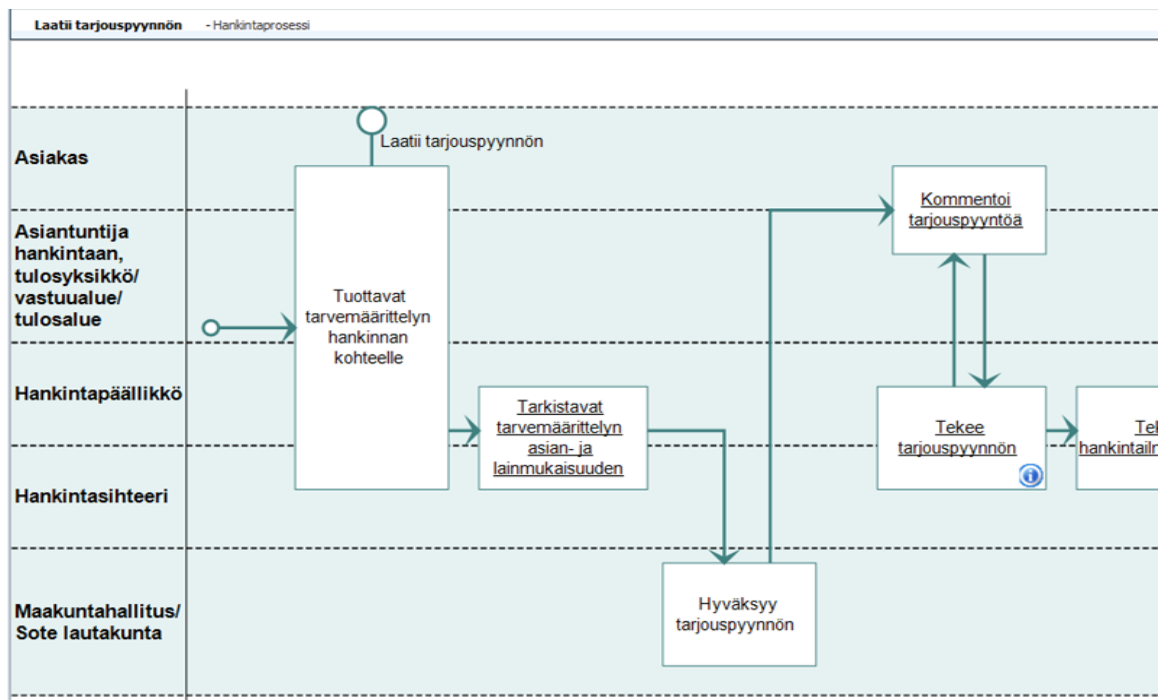 Laatii tarjouspyynnön - Hankintaprosessi
Laatii tarjouspyynnön
Asiakas
Kommentoi
tarjouspyyntöä
Asiantuntija
hankintaan,
tulosyksikkö/
vastuualue/
tulosalue
Tuottavat
tarvemäärittelyn
hankinnan
kohteelle
Hankintapäällikkö
Tarkistavat
tarvemäärittelyn
asian- ja
lainmukaisuuden
Tekee
tarjouspyynnön
Hankintasihteeri
Maakuntahallitus/
Sote lautakunta
Hyväksyy
tarjouspyynnön